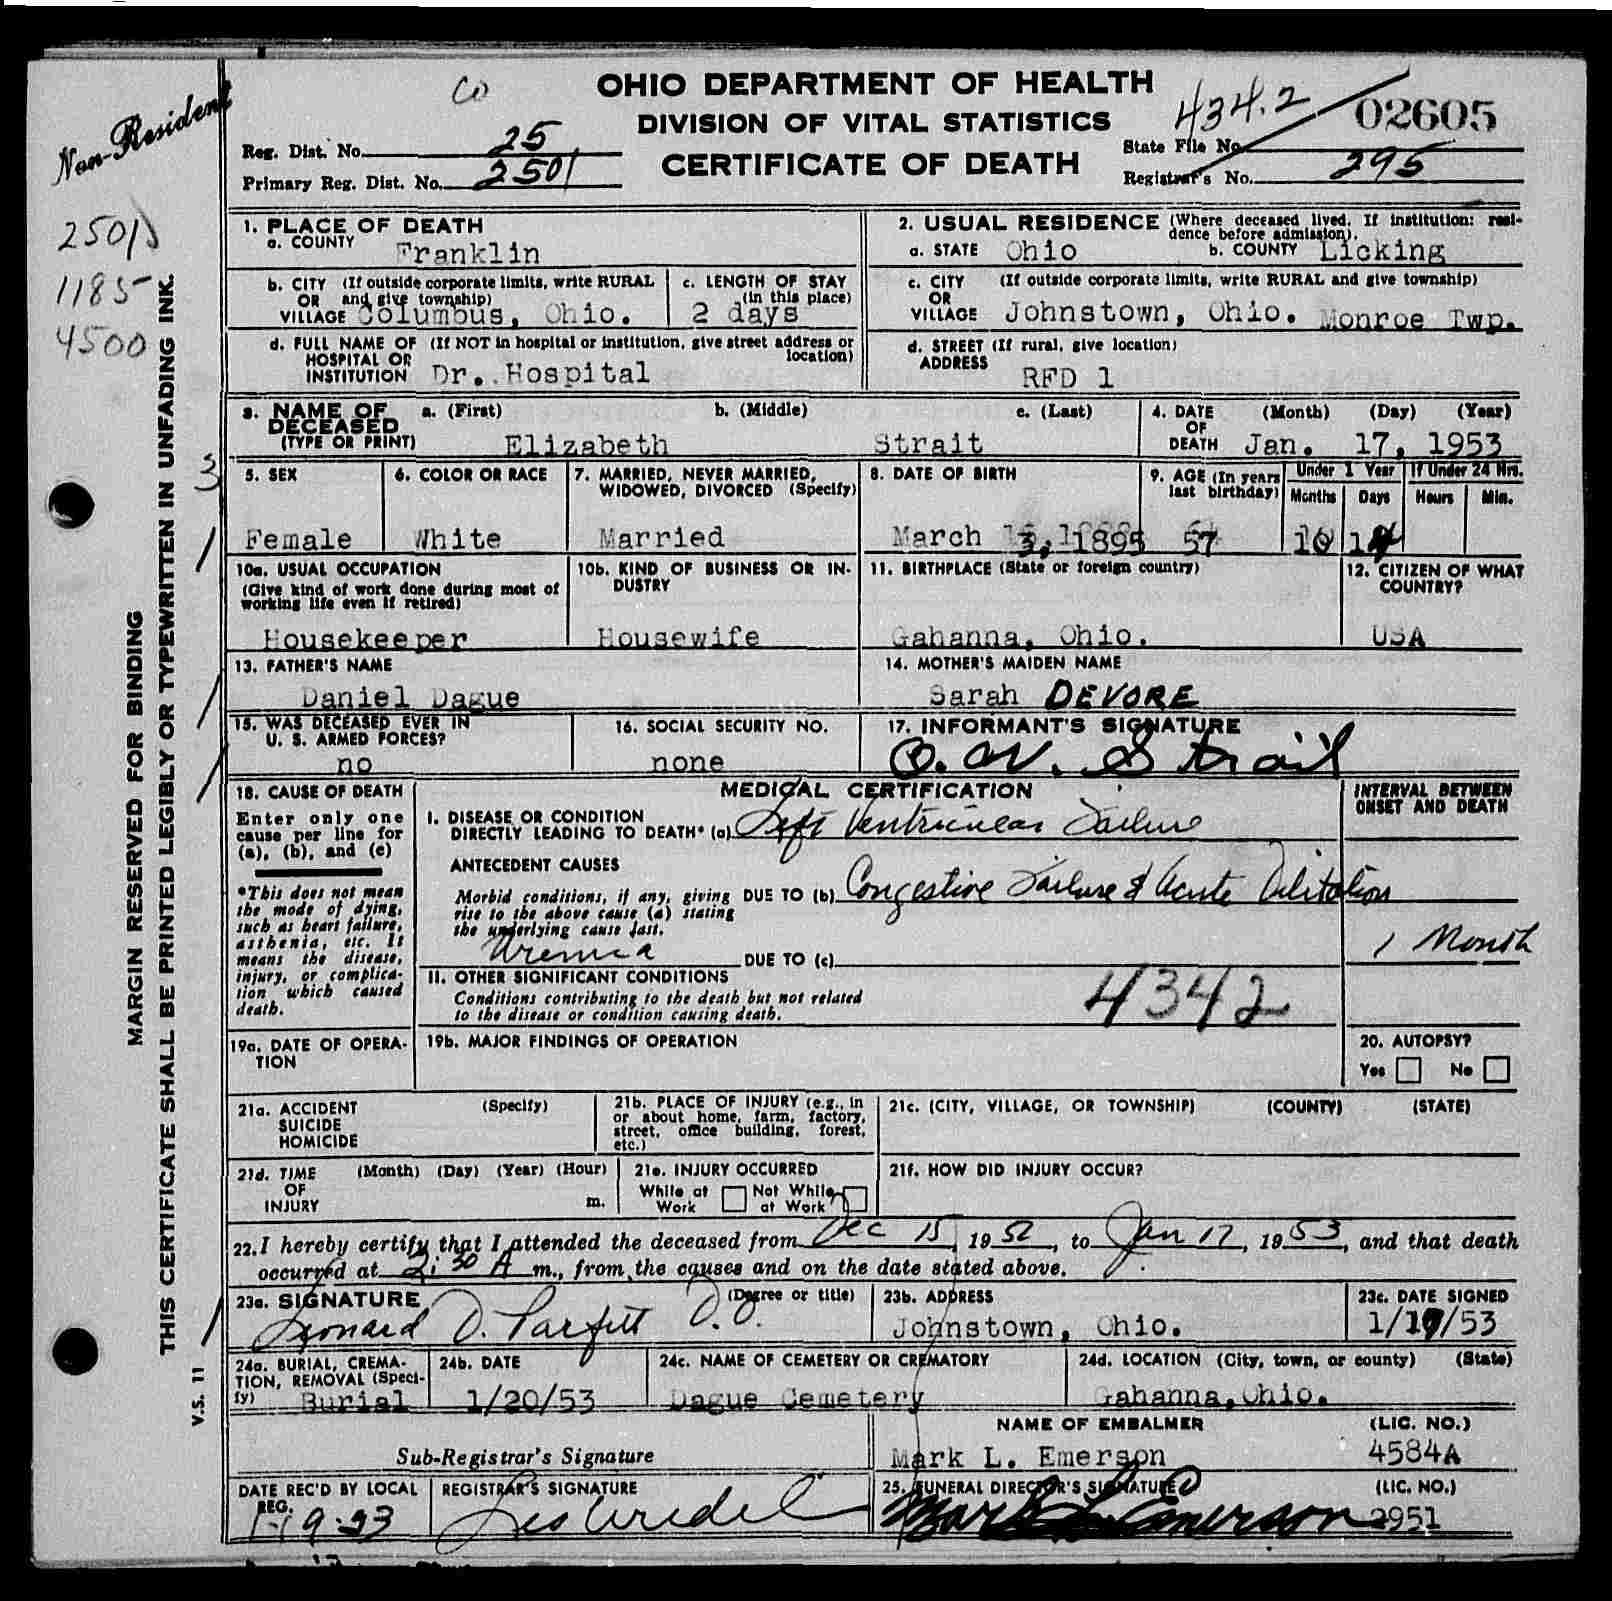 Non-Resident
2501
1185
4500
MARGIN RESERVED FOR BINDING
THIS CERTIFICATE SHALL BE PRINTED LEGIBLY OR TYPEWRITTEN IN UNFADING INK.
V.S. 11
3
Co
OHIO DEPARTMENT OF HEALTH
DIVISION OF VITAL STATISTICS
CERTIFICATE OF DEATH
Reg. Dist. No. 25
Primary Reg. Dist. No. 2501
434.2
02605
State File No.
Registrar's No. 295
1. PLACE OF DEATH
a. COUNTY Franklin
b. CITY (If outside corporate limits, write RURAL
OR and give township)
VILLAGE Columbus, Ohio.
c. LENGTH OF STAY
(in this place)
2 days
d. FULL NAME OF (If NOT in hospital or institution, give street address or
HOSPITAL OR location)
INSTITUTION Dr. Hospital
2. USUAL RESIDENCE (Where deceased lived. If institution: resi-
dence before admission).
a. STATE Ohio b. COUNTY Licking
c. CITY (If outside corporate limits, write RURAL and give township)
OR
VILLAGE Johnstown, Ohio. Monroe Twp.
d. STREET (If rural, give location)
ADDRESS RFD 1
3. NAME OF DECEASED (TYPE OR PRINT)
a. (First) b. (Middle) c. (Last)
Elizabeth Strait
4. DATE OF DEATH (Month) (Day) (Year)
Jan. 17, 1953
5. SEX
Female
6. COLOR OR RACE
White
7. MARRIED, NEVER MARRIED,
WIDOWED, DIVORCED (Specify)
Married
8. DATE OF BIRTH
March 3, 1895
9. AGE (In years
last birthday)
57
Under 1 Year
Months Days
10 14
If Under 24 Hrs.
Hours Min.
10a. USUAL OCCUPATION
(Give kind of work done during most of
working life even if retired)
Housekeeper
10b. KIND OF BUSINESS OR IN-
DUSTRY
Housewife
11. BIRTHPLACE (State or foreign country)
Gahanna, Ohio.
12. CITIZEN OF WHAT
COUNTRY?
USA
13. FATHER'S NAME
Daniel Dague
14. MOTHER'S MAIDEN NAME
Sarah DEVORE
15. WAS DECEASED EVER IN
U. S. ARMED FORCES?
no
16. SOCIAL SECURITY NO.
none
17. INFORMANT'S SIGNATURE
O. W. Strait
18. CAUSE OF DEATH
Enter only one
cause per line for
(a), (b), and (c)
*This does not mean
the mode of dying,
such as heart failure,
asthenia, etc. It
means the disease,
injury, or complica-
tion which caused
death.
MEDICAL CERTIFICATION
INTERVAL BETWEEN
ONSET AND DEATH
I. DISEASE OR CONDITION
DIRECTLY LEADING TO DEATH* (a) Left Ventricular Failure
ANTECEDENT CAUSES
Morbid conditions, if any, giving
rise to the above cause (a) stating
the underlying cause last.
DUE TO (b) Congestive Failure & Acute Dilitation
Uremia DUE TO (c)
1 Month
II. OTHER SIGNIFICANT CONDITIONS
Conditions contributing to the death but not related
to the disease or condition causing death.
4342
19a. DATE OF OPERA-
TION
19b. MAJOR FINDINGS OF OPERATION
20. AUTOPSY?
Yes No
21a. ACCIDENT (Specify)
SUICIDE
HOMICIDE
21b. PLACE OF INJURY (e.g., in
or about home, farm, factory,
street, office building, forest,
etc.)
21c. (CITY, VILLAGE, OR TOWNSHIP) (COUNTY) (STATE)
21d. TIME (Month) (Day) (Year) (Hour)
OF
INJURY m.
21e. INJURY OCCURRED
While at Work Not While at Work
21f. HOW DID INJURY OCCUR?
22. I hereby certify that I attended the deceased from Dec 15, 1952, to Jan 17, 1953, and that death
occurred at 2:30 A m., from the causes and on the date stated above.
23a. SIGNATURE (Degree or title)
Leonard D. Parfitt D.O.
23b. ADDRESS
Johnstown, Ohio.
23c. DATE SIGNED
1/19/53
24a. BURIAL, CREMA-
TION, REMOVAL (Speci-
fy) Burial
24b. DATE
1/20/53
24c. NAME OF CEMETERY OR CREMATORY
Dague Cemetery
24d. LOCATION (City, town, or county) (State)
Gahanna, Ohio.
Sub-Registrar's Signature
NAME OF EMBALMER (LIC. NO.)
Mark L. Emerson 4584A
DATE REC'D BY LOCAL
REG.
REGISTRAR'S SIGNATURE
25. FUNERAL DIRECTOR'S SIGNATURE (LIC. NO.)
Mark L. Emerson 2951